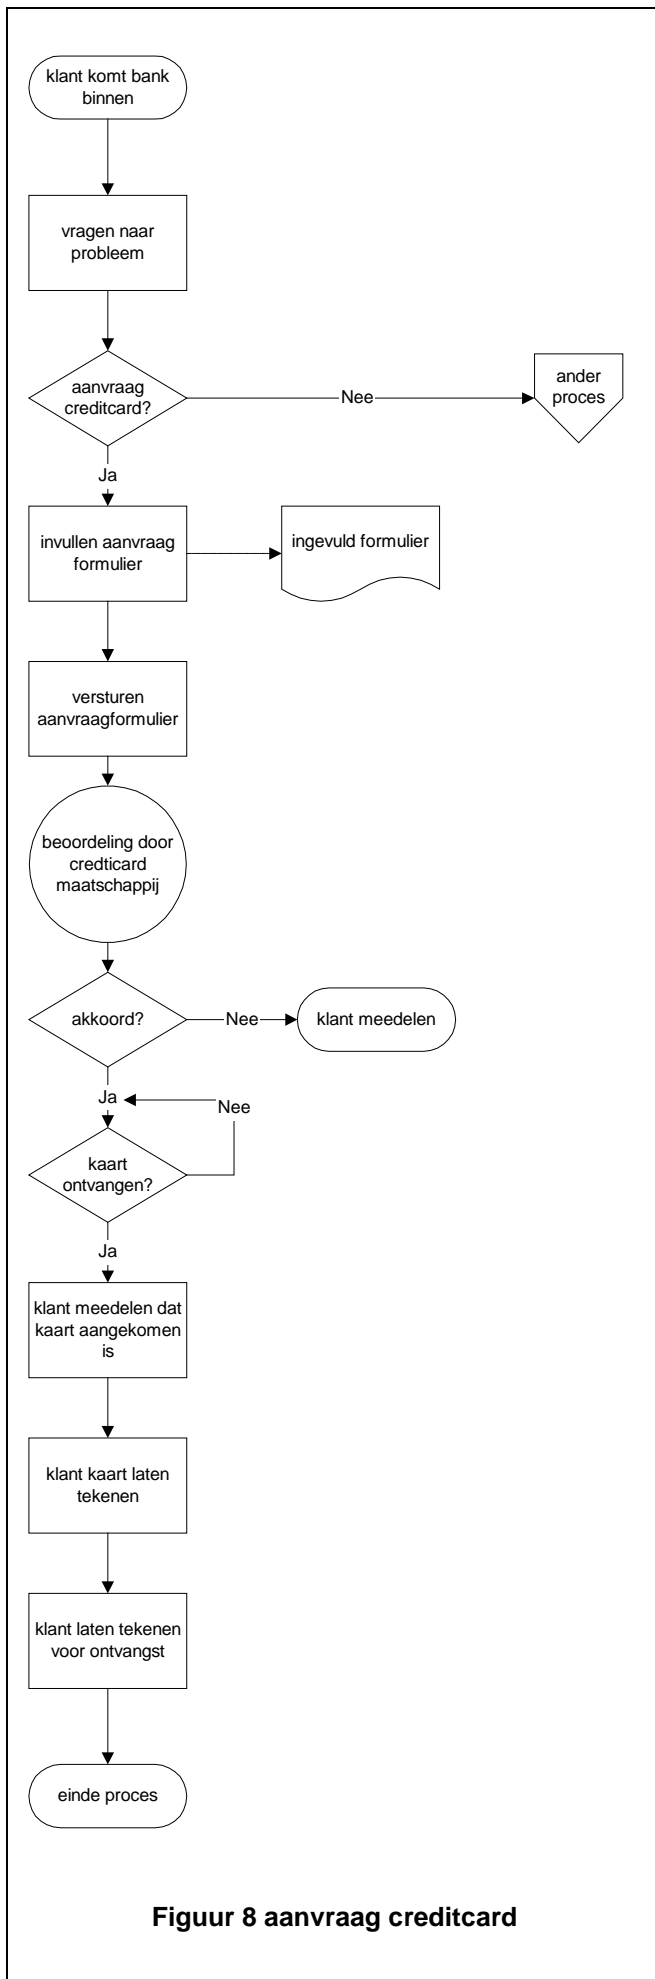 klant komt bank
binnen
vragen naar
probleem
aanvraag
creditcard?
Nee
ander
proces
Ja
invullen aanvraag
formulier
ingevuld formulier
versturen
aanvraagformulier
beoordeling door
credticard
maatschappij
akkoord?
Nee
klant meedelen
Ja
Nee
kaart
ontvangen?
Ja
klant meedelen dat
kaart aangekomen
is
klant kaart laten
tekenen
klant laten tekenen
voor ontvangst
einde proces
Figuur 8 aanvraag creditcard